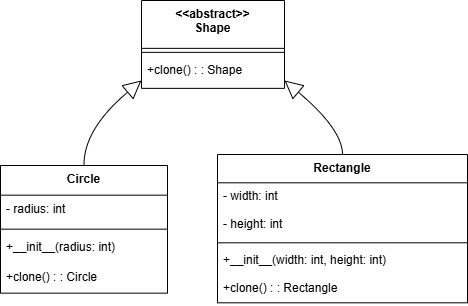 <<abstract>>
Shape
+clone() : : Shape
Circle
- radius: int
+__init__(radius: int)
+clone() : : Circle
Rectangle
- width: int
- height: int
+__init__(width: int, height: int)
+clone() : : Rectangle